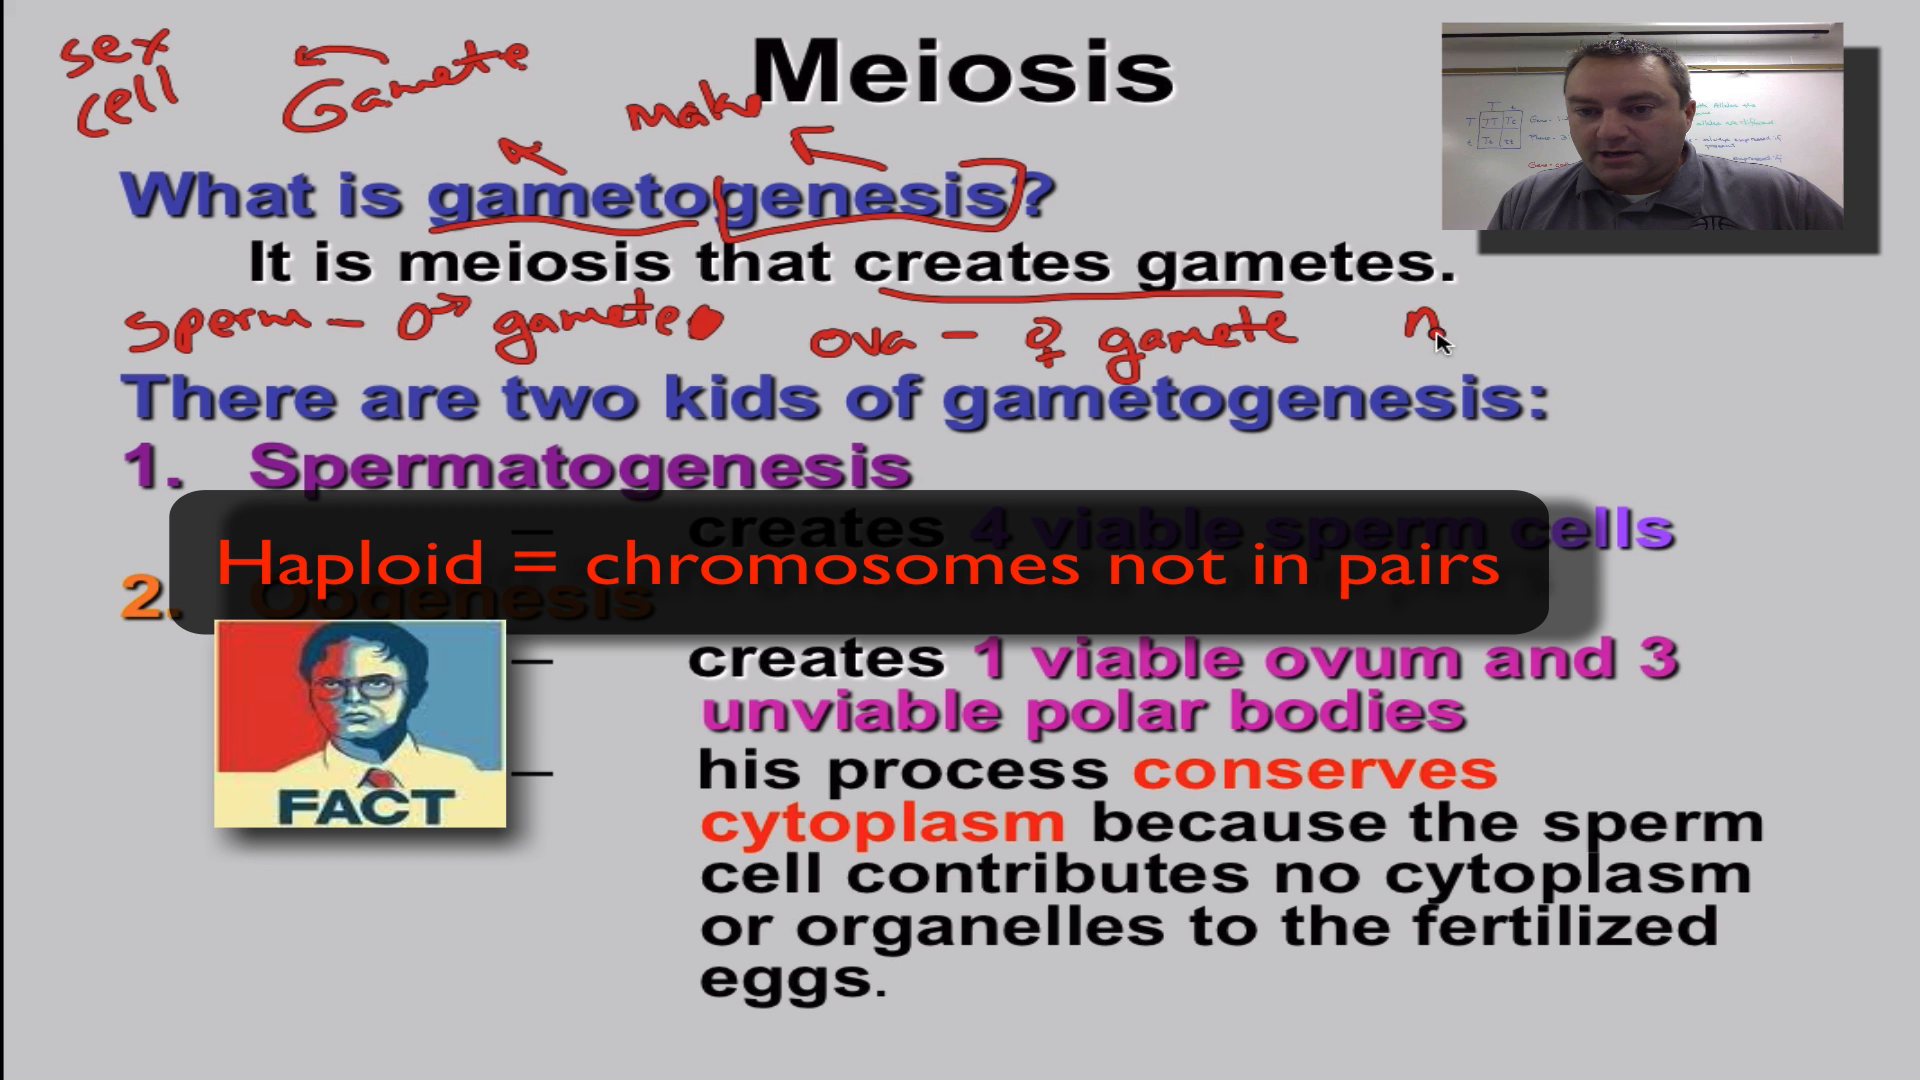 sex
cell
Gamete
Make
Meiosis
What is gametogenesis?
It is meiosis that creates gametes.
sperm - ♂ gamete
ova - ♀ gamete
n
There are two kids of gametogenesis:
1. Spermatogenesis
– creates 4 viable sperm cells
Haploid = chromosomes not in pairs
2. Oogenesis
– creates 1 viable ovum and 3
unviable polar bodies
– his process conserves
cytoplasm because the sperm
cell contributes no cytoplasm
or organelles to the fertilized
eggs.
FACT